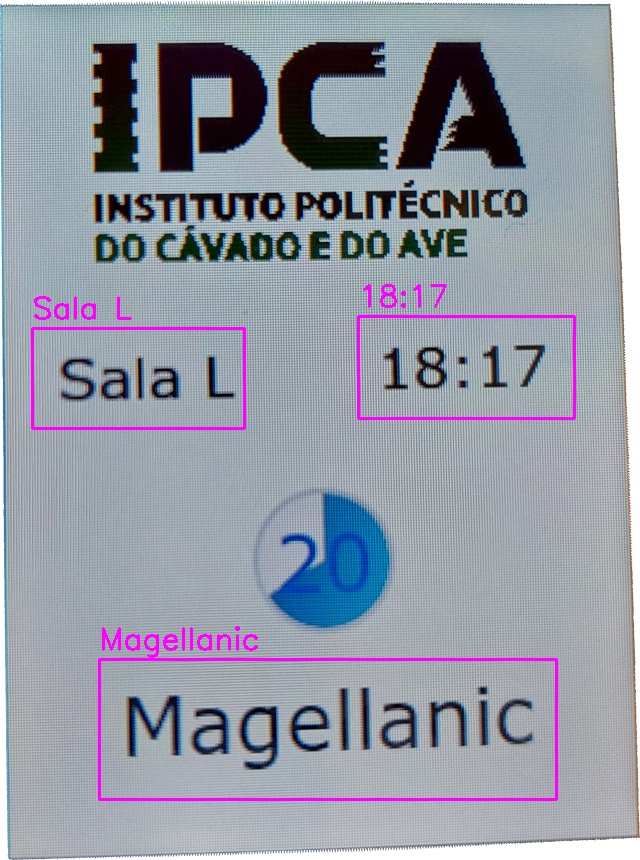 IPCA
INSTITUTO POLITÉCNICO
DO CÁVADO E DO AVE
Sala L
18:17
Sala L
18:17
20
Magellanic
Magellanic